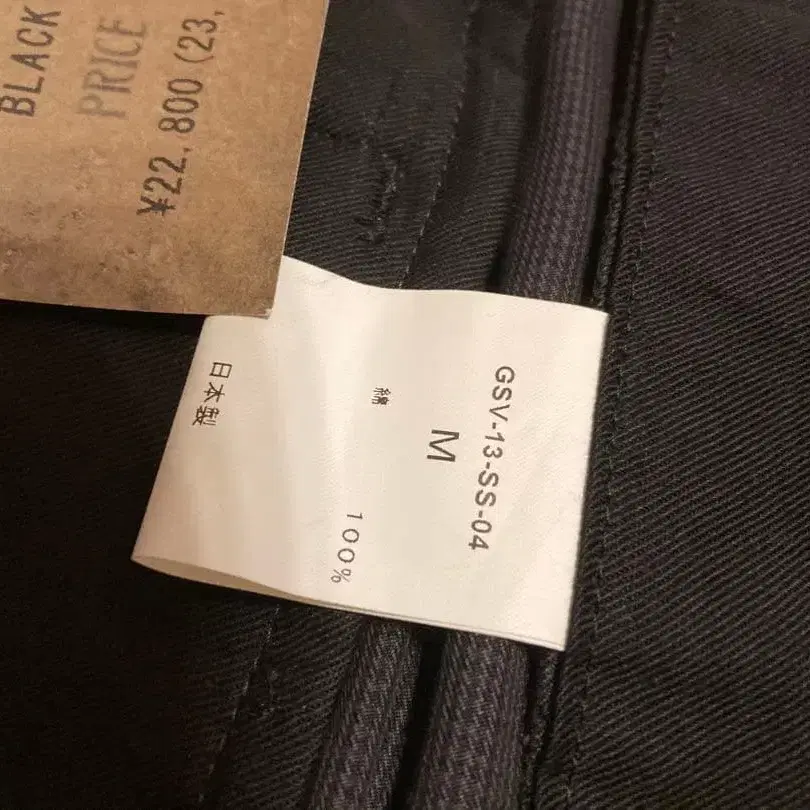 BLACK
PRICE
¥22,800(23,
GSV-13-SS-04
M
綿
100%
日本製